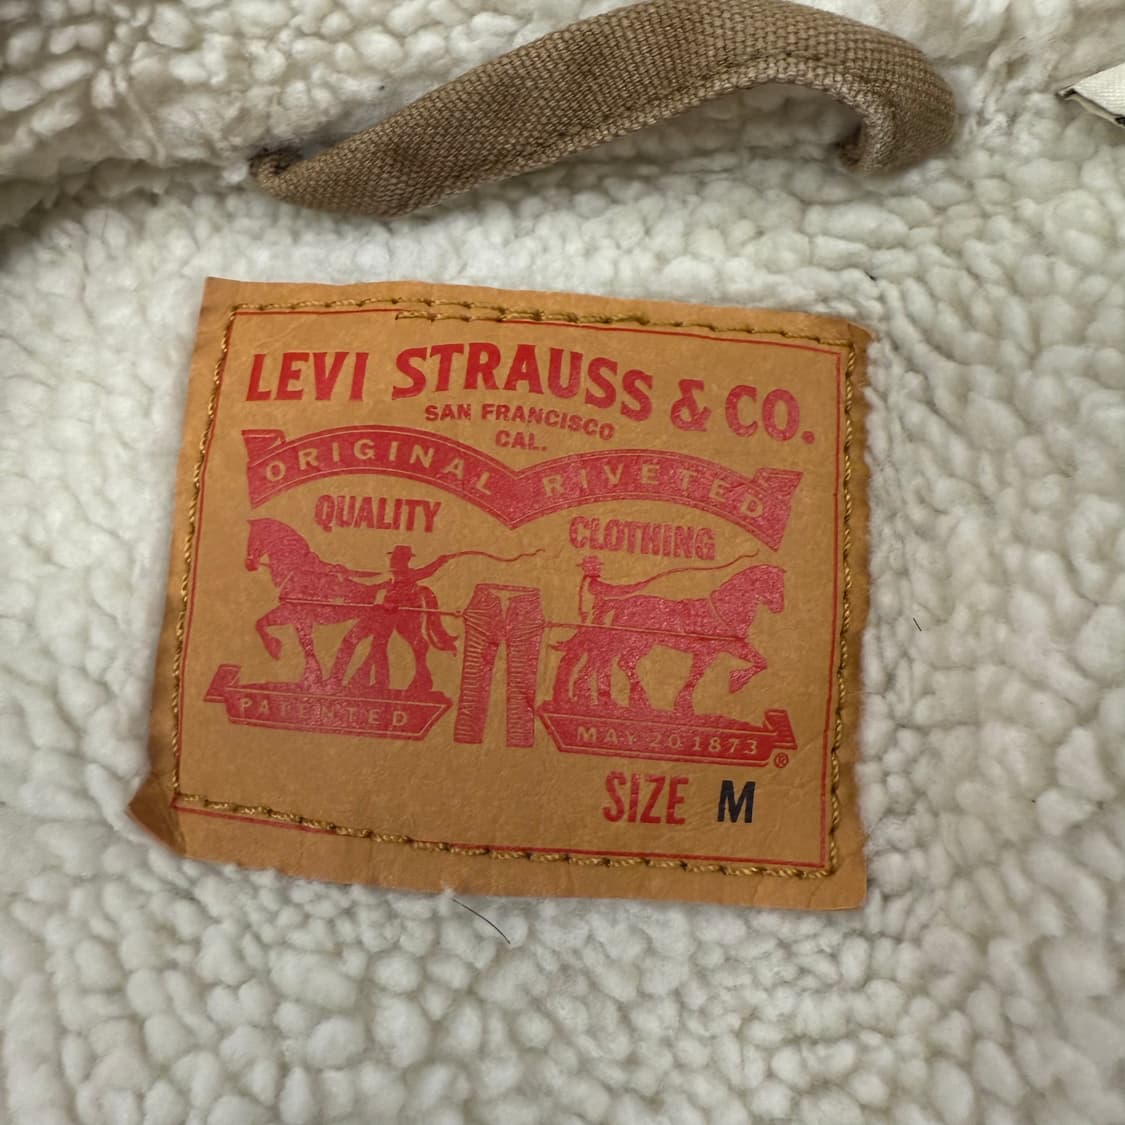 LEVI STRAUSS & CO.
SAN FRANCISCO
CAL.
ORIGINAL RIVETED
QUALITY CLOTHING
PATENTED MAY 20 1873 ®
SIZE M